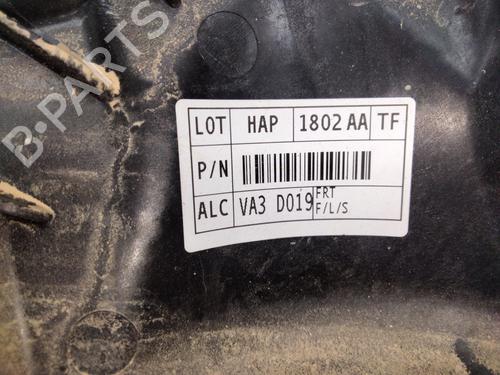 B-PARTS
LOT HAP 1802 AA TF
P/N
ALC VA3 D019 FRT
F/L/S